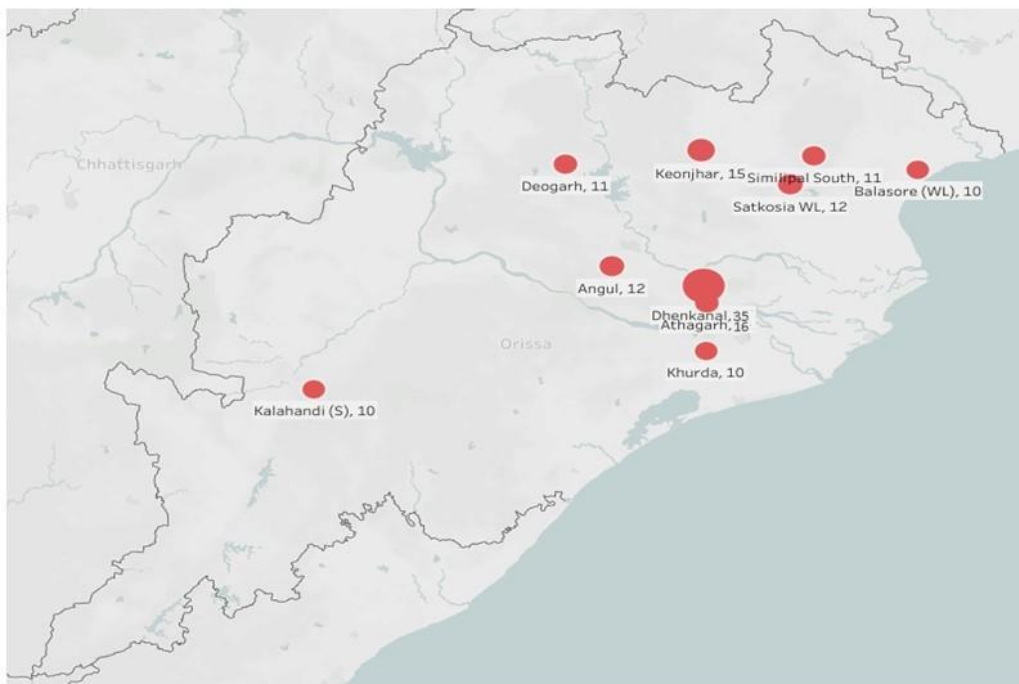 Chhattisgarh
Deogarh, 11
Keonjhar, 15
Similipal South, 11
Balasore (WL), 10
Satkosia WL, 12
Angul, 12
Dhenkanal, 35
Athagarh, 16
Orissa
Khurda, 10
Kalahandi (S), 10